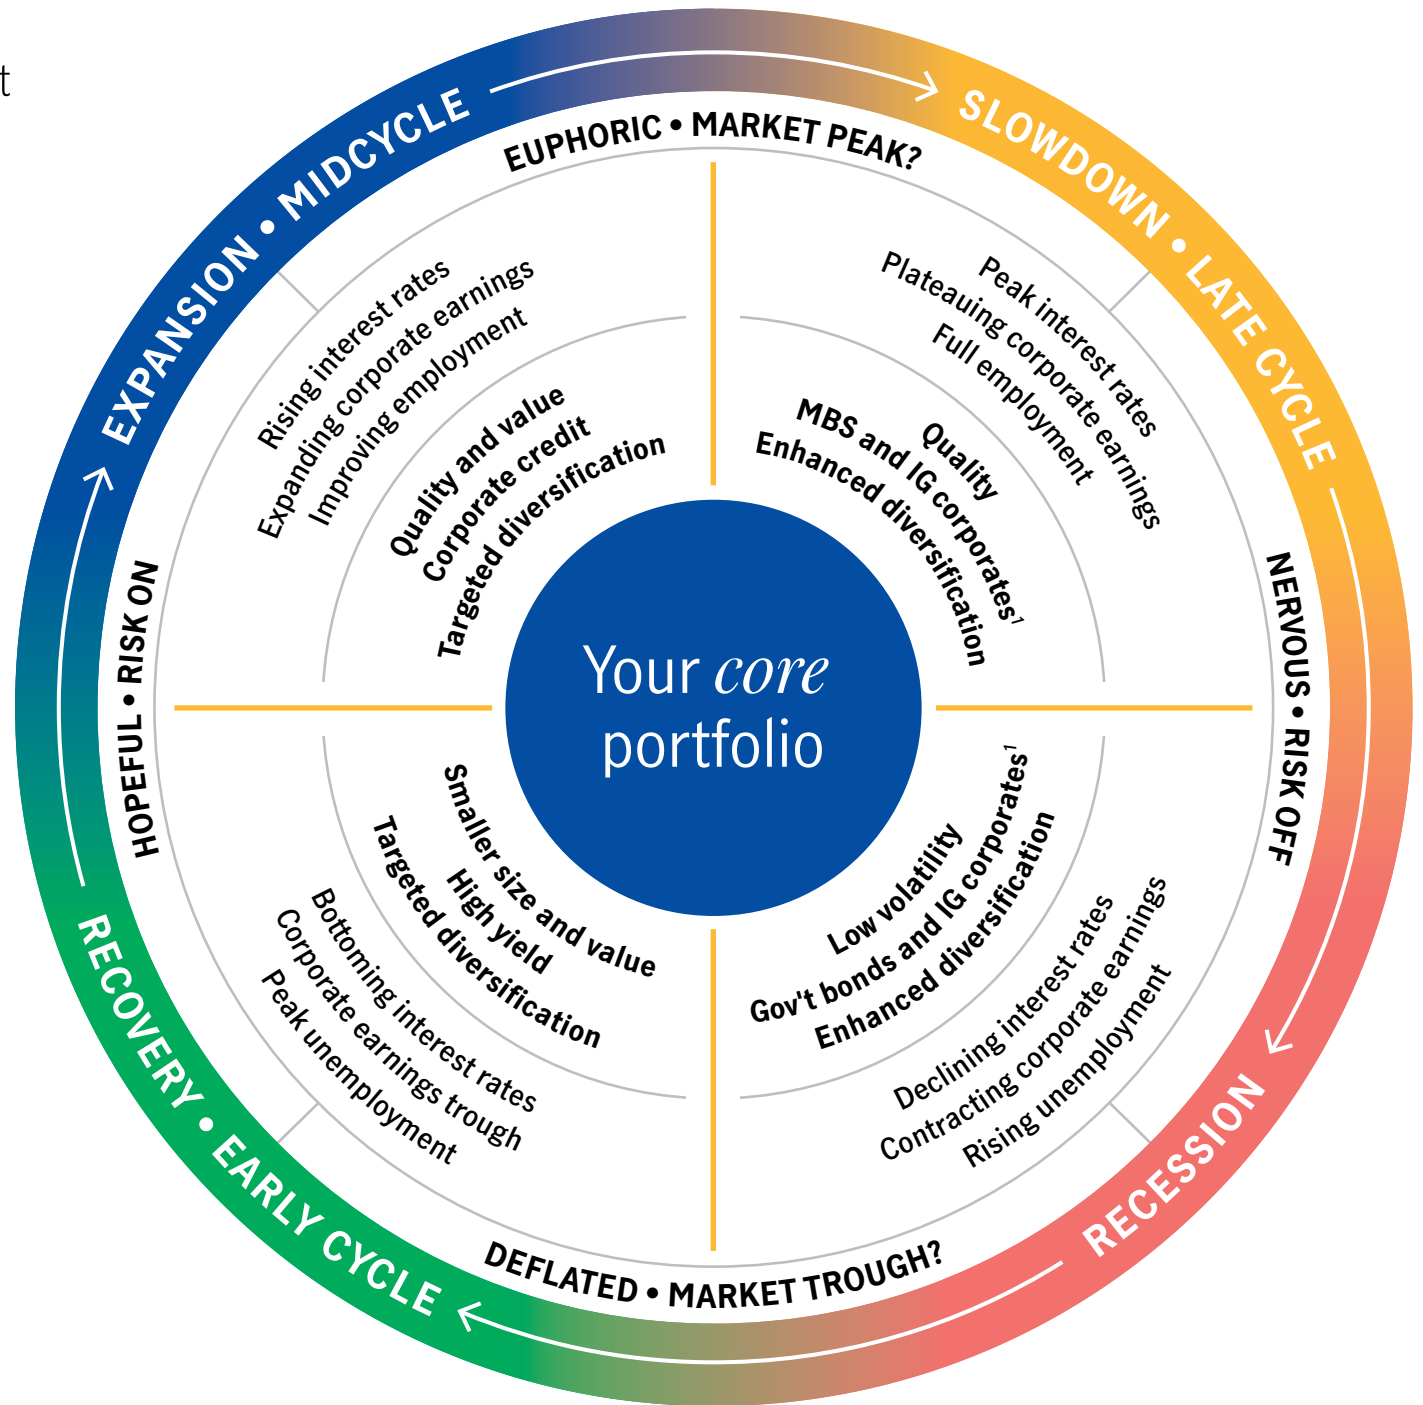 t
EXPANSION • MIDCYCLE
SLOWDOWN • LATE CYCLE
RECESSION
RECOVERY • EARLY CYCLE
EUPHORIC • MARKET PEAK?
NERVOUS • RISK OFF
DEFLATED • MARKET TROUGH?
HOPEFUL • RISK ON
Rising interest rates
Expanding corporate earnings
Improving employment
Quality and value
Corporate credit
Targeted diversification
Peak interest rates
Plateauing corporate earnings
Full employment
Quality
MBS and IG corporates¹
Enhanced diversification
Your core
portfolio
Smaller size and value
High yield
Targeted diversification
Bottoming interest rates
Corporate earnings trough
Peak unemployment
Low volatility
Gov't bonds and IG corporates¹
Enhanced diversification
Declining interest rates
Contracting corporate earnings
Rising unemployment